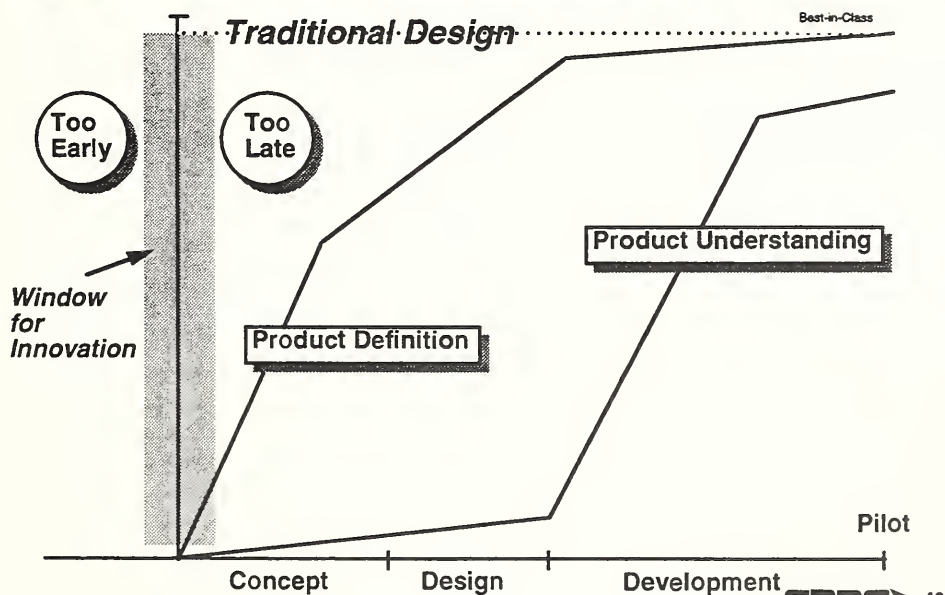 Traditional Design
Best-in-Class
Too
Early
Too
Late
Product Understanding
Window
for
Innovation
Product Definition
Pilot
Concept
Design
Development